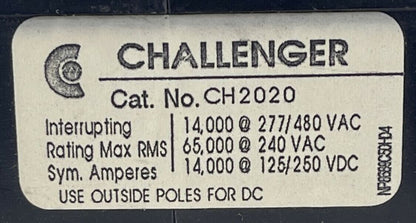 CHALLENGER
Cat. No. CH2020
Interrupting 14,000 @ 277/480 VAC
Rating Max RMS 65,000 @ 240 VAC
Sym. Amperes 14,000 @ 125/250 VDC
USE OUTSIDE POLES FOR DC